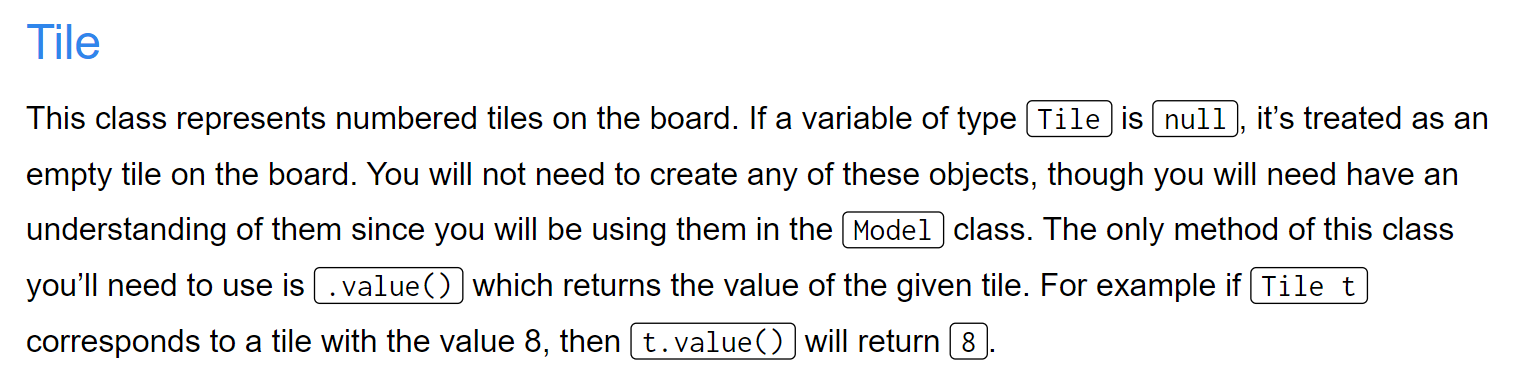 Tile
This class represents numbered tiles on the board. If a variable of type Tile is null, it’s treated as an
empty tile on the board. You will not need to create any of these objects, though you will need have an
understanding of them since you will be using them in the Model class. The only method of this class
you’ll need to use is .value() which returns the value of the given tile. For example if Tile t
corresponds to a tile with the value 8, then t.value() will return 8.